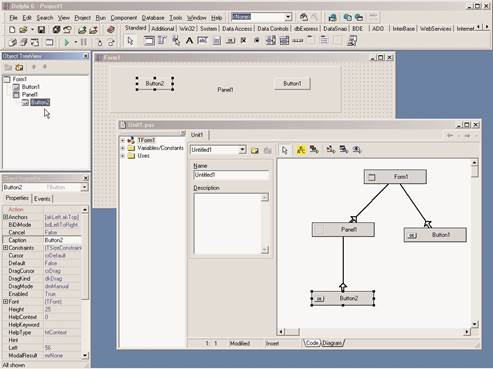 Delphi 6 - Project1
File Edit Search View Project Run Component Database Tools Window Help <None>
Standard Additional Win32 System Data Access Data Controls dbExpress DataSnap BDE ADO InterBase WebServices Internet
Object TreeView
Form1
Button1
Panel1
Button2
Form1
Button2
Panel1
Button1
Object Inspector
Button2 TButton
Properties Events
Action
Anchors [akLeft,akTop]
BiDiMode bdLeftToRight
Cancel False
Caption Button2
Constraints (TSizeConstraint
Cursor crDefault
Default False
DragCursor crDrag
DragKind dkDrag
DragMode dmManual
Enabled True
Font (TFont)
Height 25
HelpContext 0
HelpKeyword
HelpType htContext
Hint
Left 56
ModalResult mrNone
All shown
Unit1.pas
TForm1
Variables/Constants
Uses
Unit1
Untitled1
Name
Untitled1
Description
Form1
Panel1
OK Button1
OK Button2
1: 1 Modified Insert Code Diagram